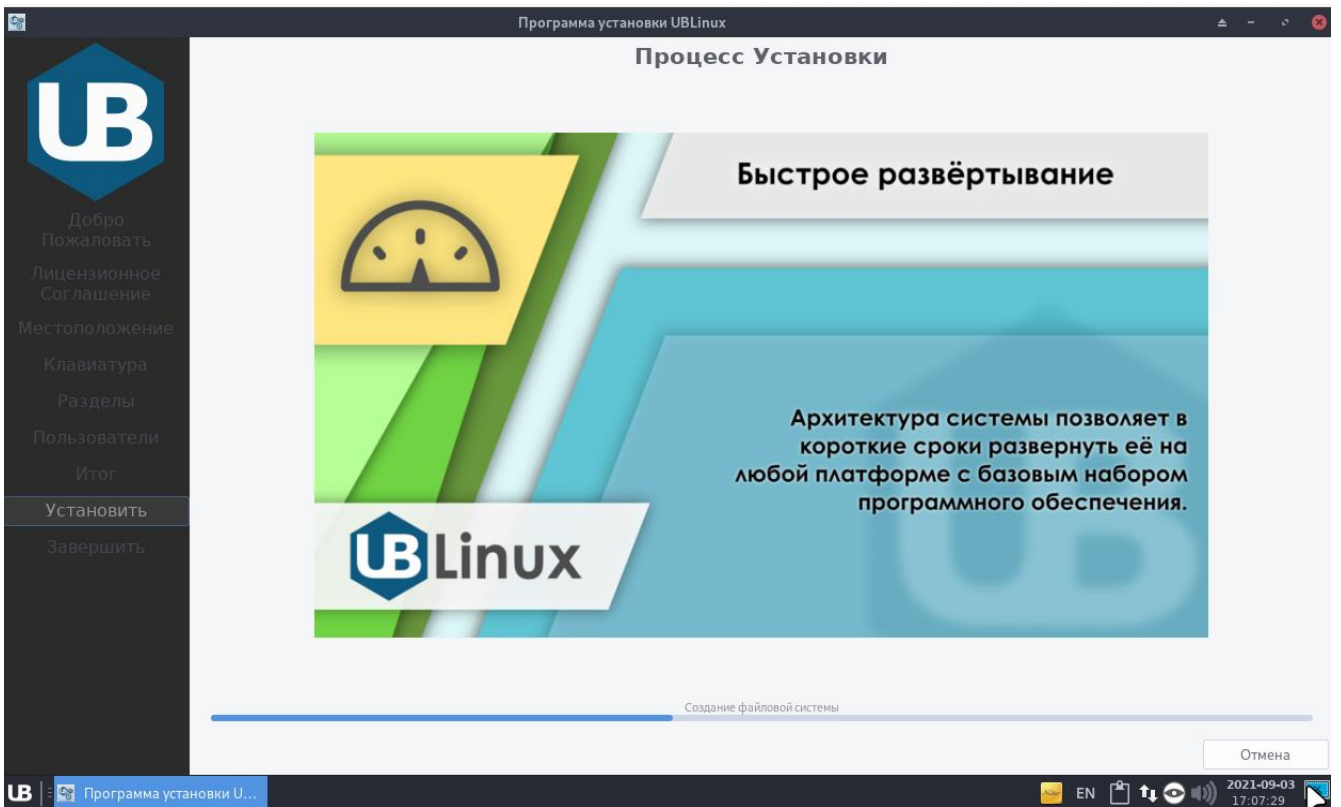 Программа установки UBLinux
UB
Добро
Пожаловать
Лицензионное
Соглашение
Местоположение
Клавиатура
Разделы
Пользователи
Итог
Установить
Завершить
Процесс Установки
Быстрое развёртывание
Архитектура системы позволяет в
короткие сроки развернуть её на
любой платформе с базовым набором
программного обеспечения.
UBLinux
UB
Создание файловой системы
Отмена
UB
Программа установки U...
EN
2021-09-03
17:07:29